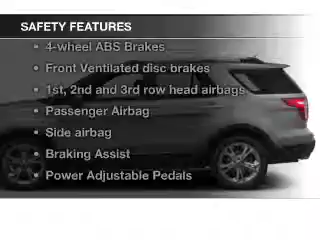 SAFETY FEATURES
• 4-wheel ABS Brakes
• Front Ventilated disc brakes
• 1st, 2nd and 3rd row head airbags
• Passenger Airbag
• Side airbag
• Braking Assist
• Power Adjustable Pedals